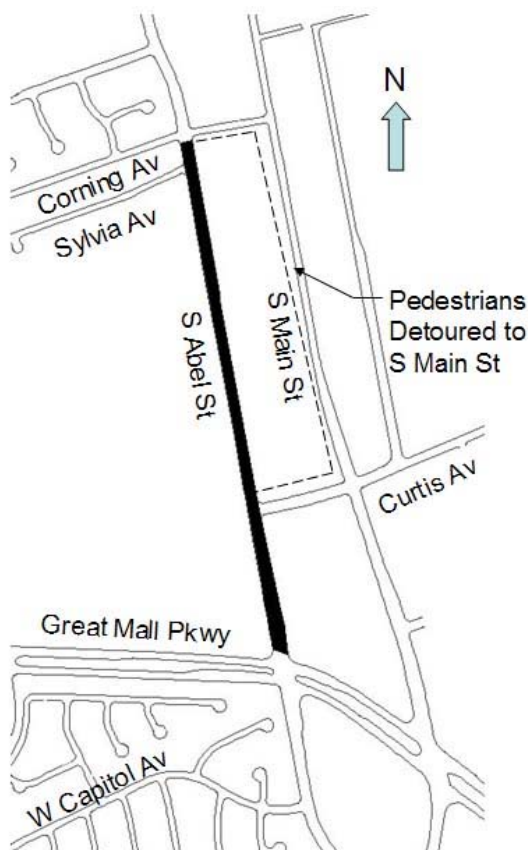 N
Corning Av
Sylvia Av
S Abel St
S Main St
Pedestrians
Detoured to
S Main St
Curtis Av
Great Mall Pkwy
W Capitol Av